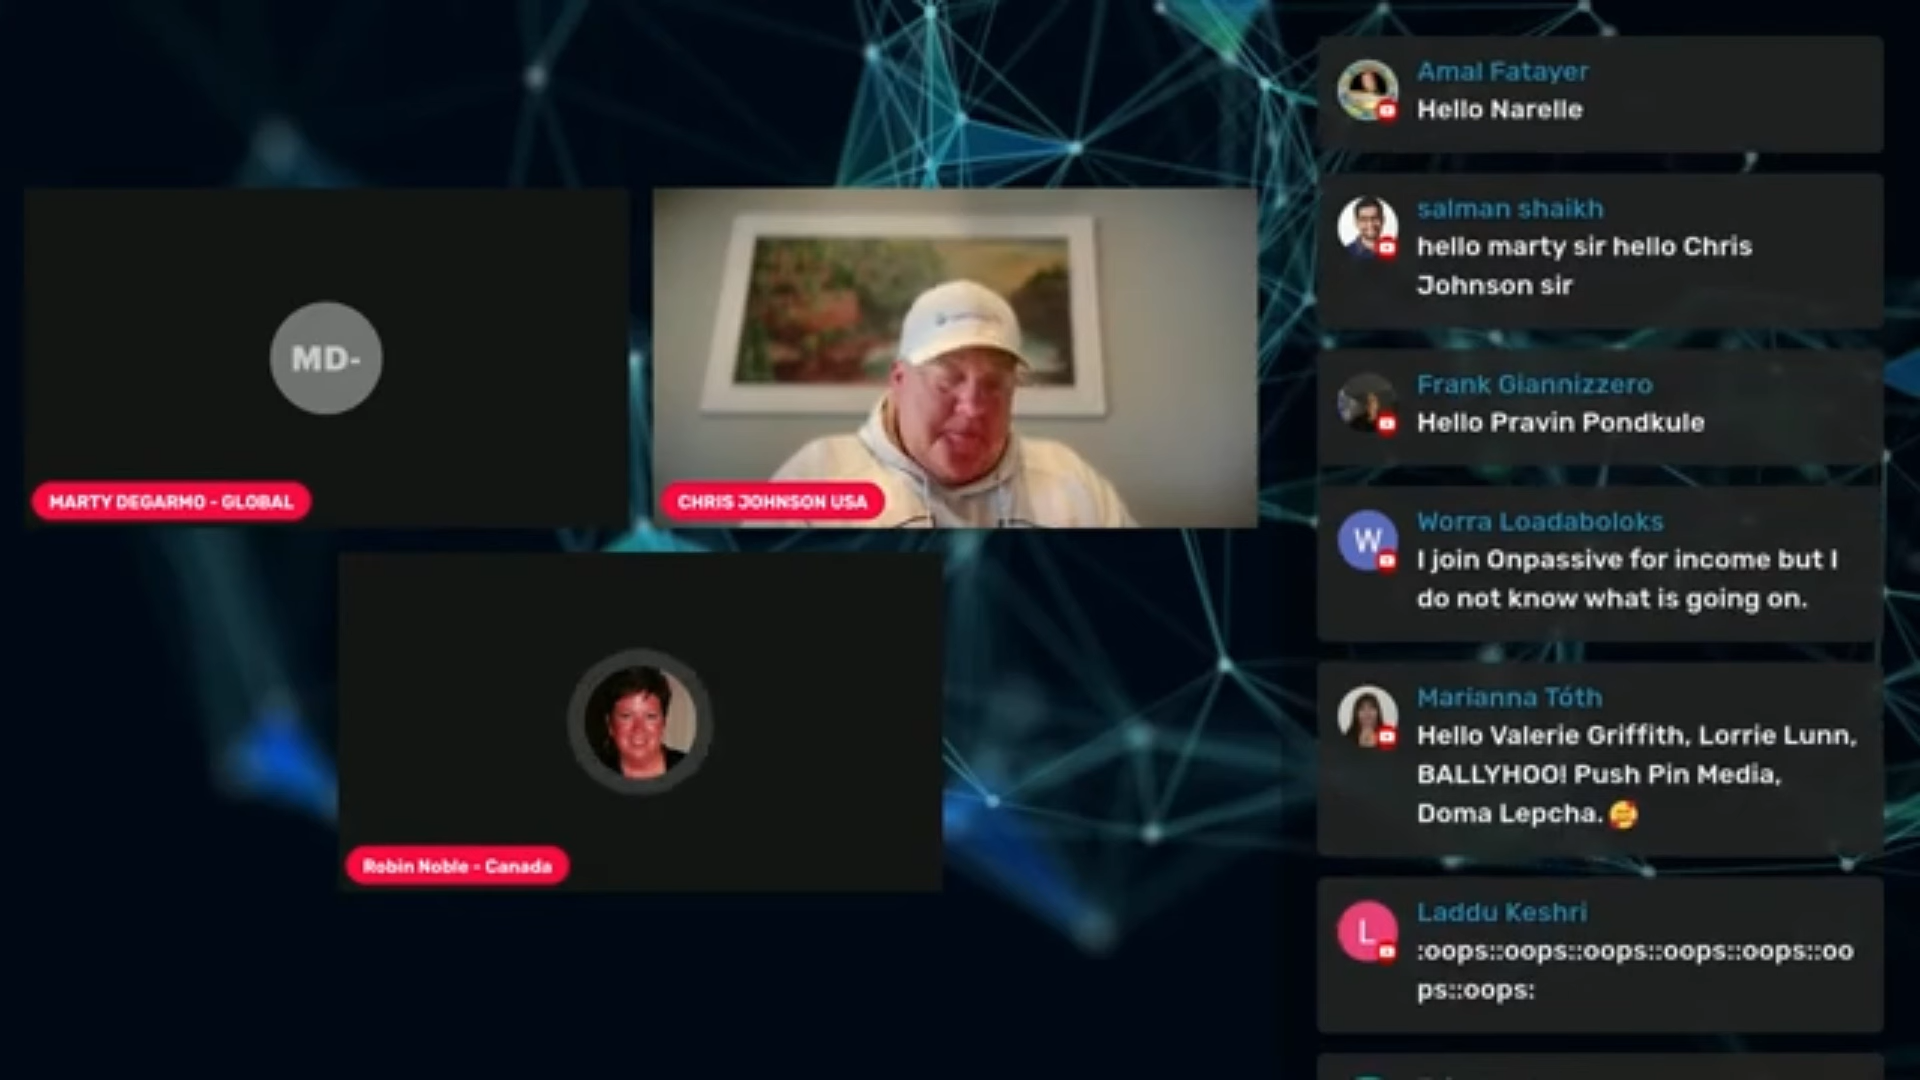 MD-
MARTY DEGARMO - GLOBAL
CHRIS JOHNSON USA
Robin Noble - Canada
Amal Fatayer
Hello Narelle
salman shaikh
hello marty sir hello Chris
Johnson sir
Frank Giannizzero
Hello Pravin Pondkule
W
Worra Loadaboloks
I join Onpassive for income but I
do not know what is going on.
Marianna Tóth
Hello Valerie Griffith, Lorrie Lunn,
BALLYHOO! Push Pin Media,
Doma Lepcha. 🥰
L
Laddu Keshri
:oops::oops::oops::oops::oops::oo
ps::oops: